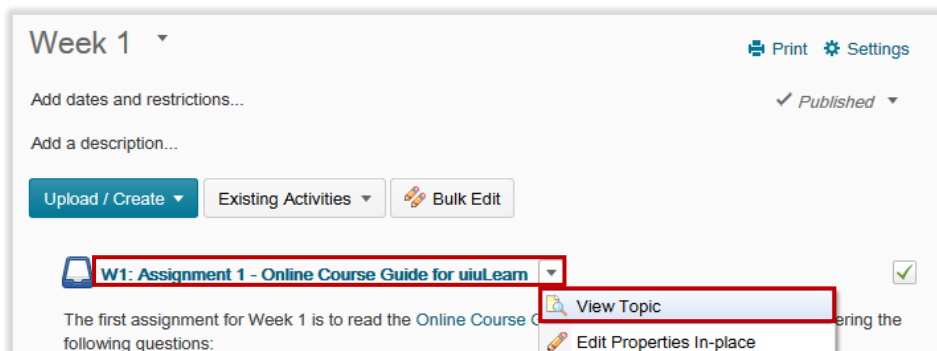 Week 1
Print Settings
Add dates and restrictions...
Published
Add a description...
Upload / Create Existing Activities Bulk Edit
W1: Assignment 1 - Online Course Guide for uiuLearn
View Topic
The first assignment for Week 1 is to read the Online Course ering the
following questions:
Edit Properties In-place